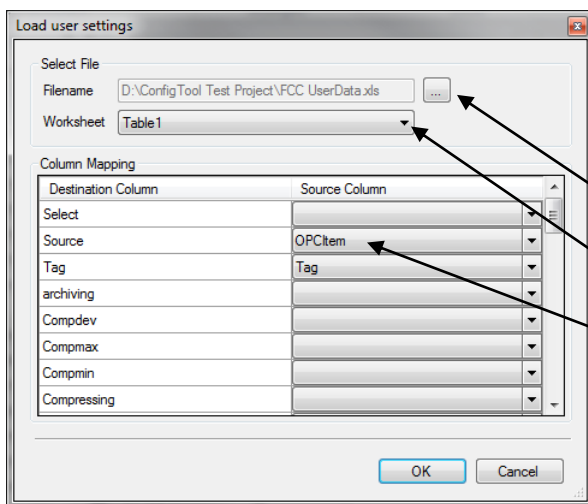 Load user settings
Select File
Filename D:\ConfigTool Test Project\FCC UserData.xls ...
Worksheet Table1
Column Mapping
Destination Column Source Column
Select
Source OPCItem
Tag Tag
archiving
Compdev
Compmax
Compmin
Compressing
OK Cancel